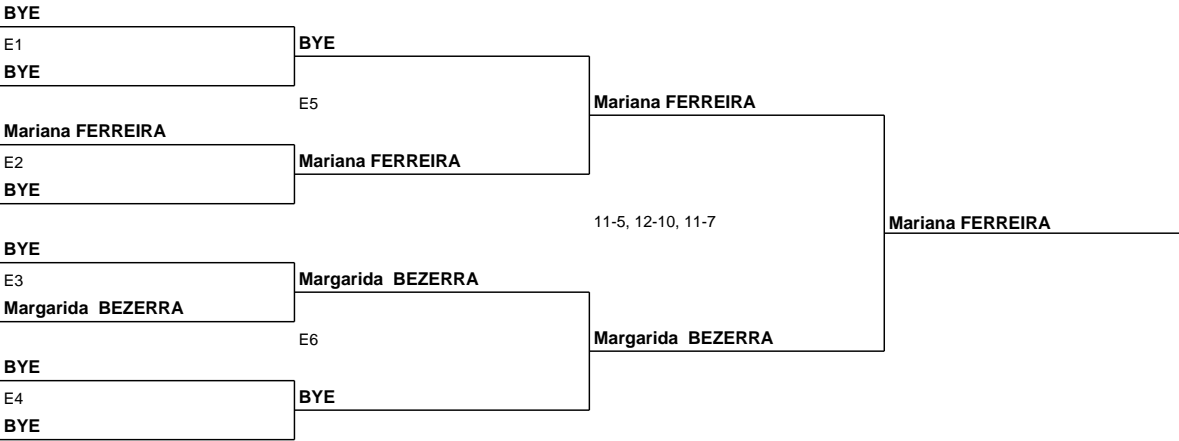 BYE
E1
BYE
BYE
E5
Mariana FERREIRA
Mariana FERREIRA
E2
Mariana FERREIRA
BYE
11-5, 12-10, 11-7
Mariana FERREIRA
BYE
E3
Margarida  BEZERRA
Margarida  BEZERRA
E6
Margarida  BEZERRA
BYE
E4
BYE
BYE